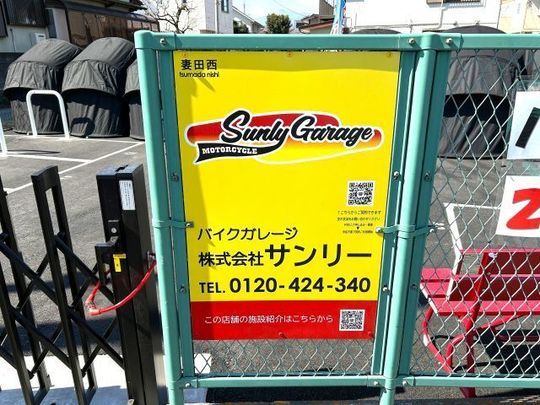 妻田西
tsumada nishi
Sunly Garage
MOTORCYCLE
バイクガレージ
株式会社サンリー
TEL. 0120-424-340
この店舗の施設紹介はこちらから
2